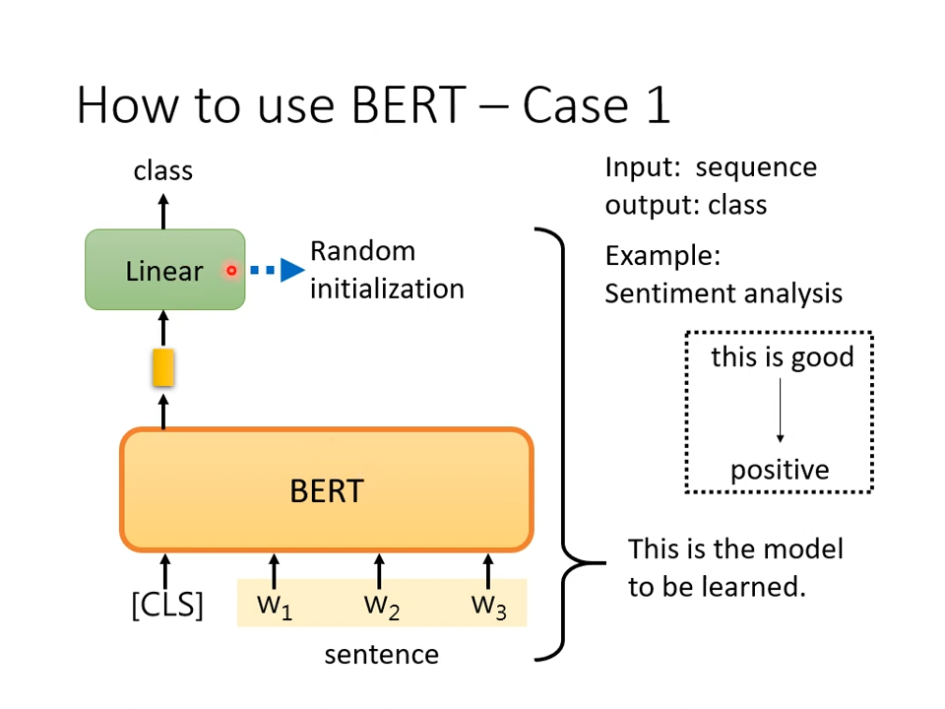 How to use BERT – Case 1
class
Linear
Random
initialization
BERT
[CLS] w1 w2 w3
sentence
Input: sequence
output: class
Example:
Sentiment analysis
this is good
positive
This is the model
to be learned.